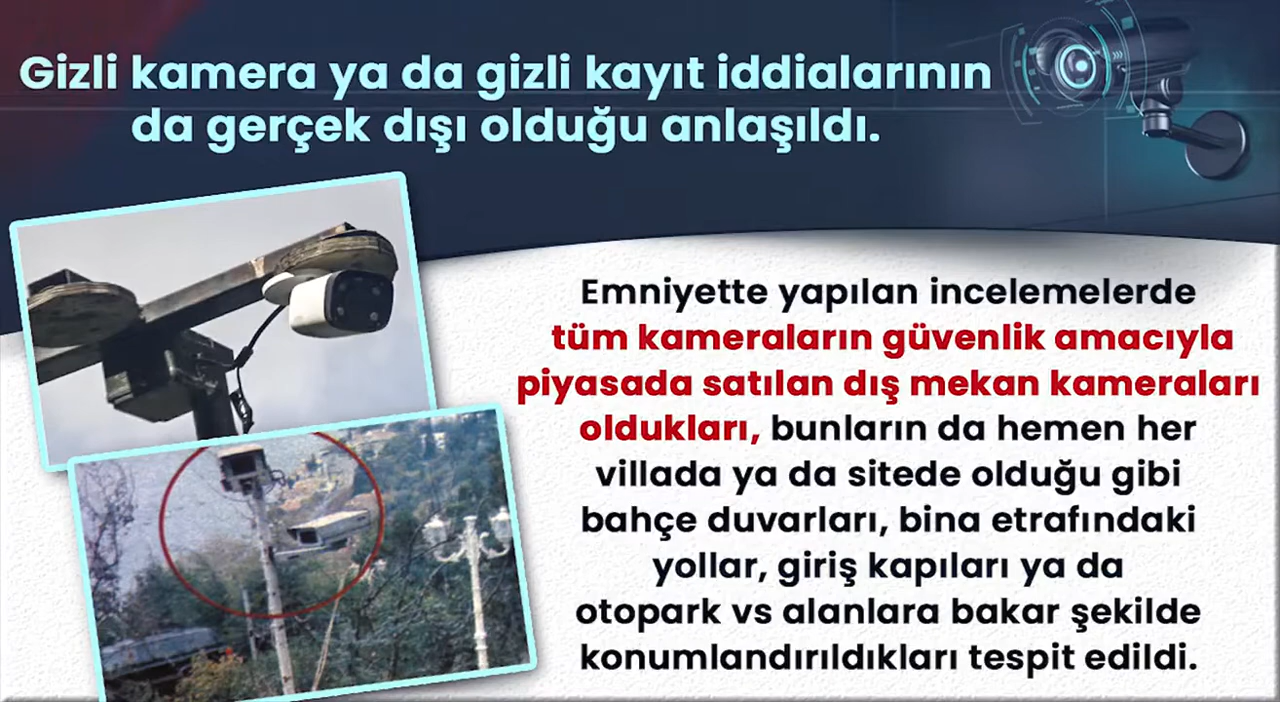 Gizli kamera ya da gizli kayıt iddialarının
da gerçek dışı olduğu anlaşıldı.
Emniyette yapılan incelemelerde
tüm kameraların güvenlik amacıyla
piyasada satılan dış mekan kameraları
oldukları, bunların da hemen her
villada ya da sitede olduğu gibi
bahçe duvarları, bina etrafındaki
yollar, giriş kapıları ya da
otopark vs alanlara bakar şekilde
konumlandırıldıkları tespit edildi.